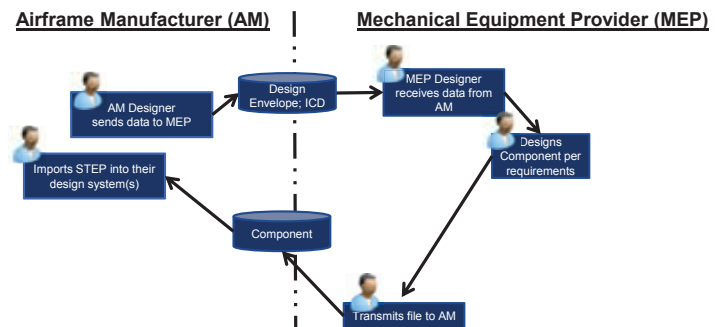 Airframe Manufacturer (AM)
Mechanical Equipment Provider (MEP)
AM Designer
sends data to MEP
Design
Envelope; ICD
MEP Designer
receives data from
AM
Designs
Component per
requirements
Imports STEP into their
design system(s)
Component
Transmits file to AM